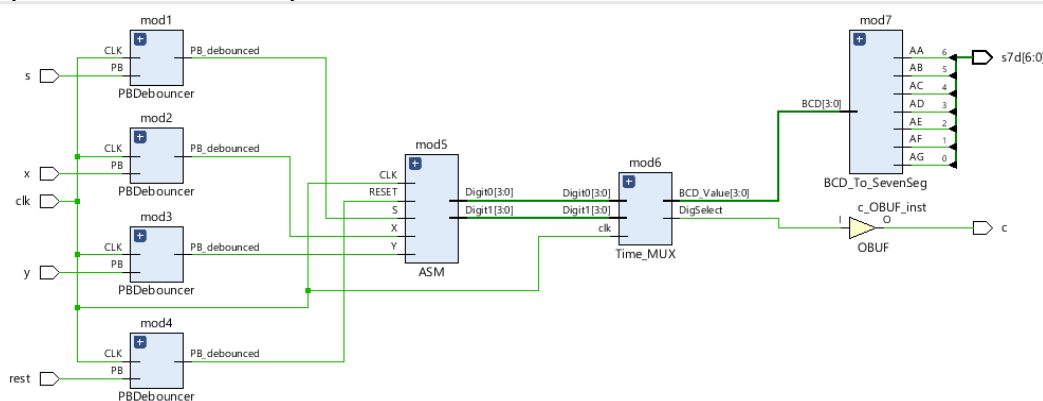 mod1
CLK
PB_debounced
s
PB
PBDebouncer
mod2
CLK
PB_debounced
x
PB
PBDebouncer
clk
mod3
CLK
PB_debounced
y
PB
PBDebouncer
mod4
CLK
PB_debounced
rest
PB
PBDebouncer
mod5
CLK
RESET
S
X
Y
Digit0[3:0]
Digit1[3:0]
ASM
mod6
Digit0[3:0]
Digit1[3:0]
clk
BCD_Value[3:0]
DigSelect
Time_MUX
mod7
BCD[3:0]
AA 6
AB 5
AC 4
AD 3
AE 2
AF 1
AG 0
BCD_To_SevenSeg
s7d[6:0]
c_OBUF_inst
I O
OBUF
c